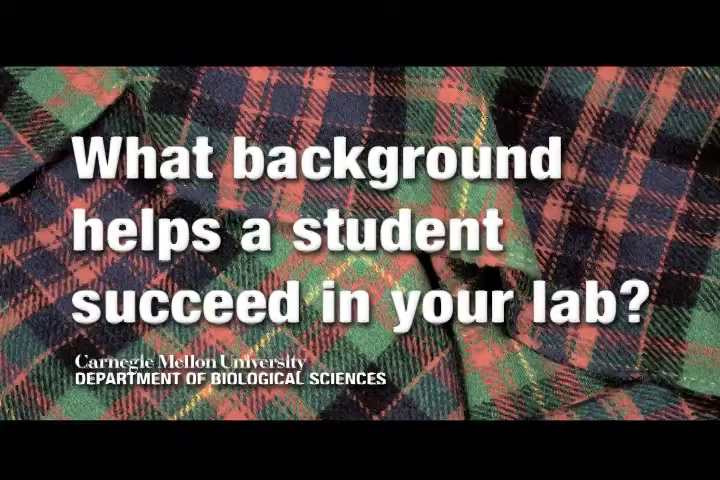 What background
helps a student
succeed in your lab?
Carnegie Mellon University
DEPARTMENT OF BIOLOGICAL SCIENCES